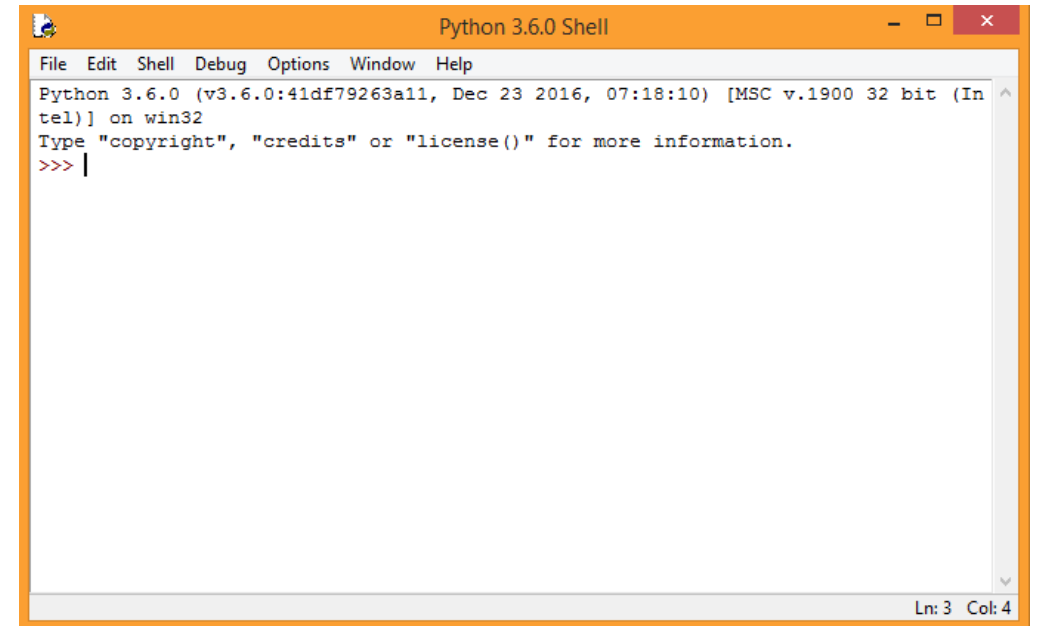 Python 3.6.0 Shell
File Edit Shell Debug Options Window Help
Python 3.6.0 (v3.6.0:41df79263a11, Dec 23 2016, 07:18:10) [MSC v.1900 32 bit (In
tel)] on win32
Type "copyright", "credits" or "license()" for more information.
>>>
Ln: 3 Col: 4